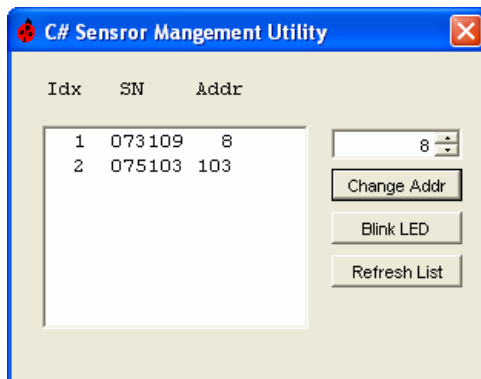 C# Sensror Mangement Utility
Idx SN Addr
1 073109 8
2 075103 103
8
Change Addr
Blink LED
Refresh List